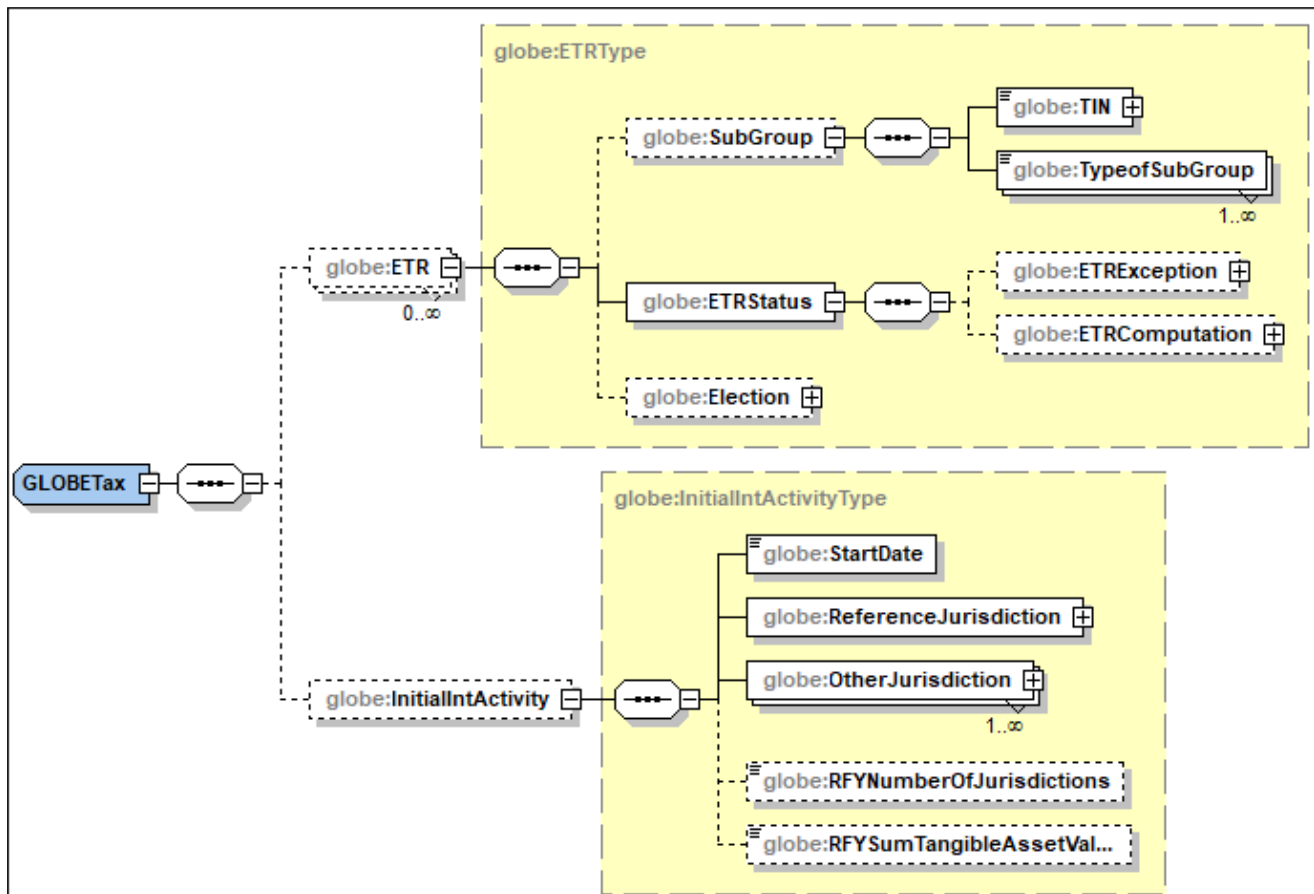 globe:ETRType
globe:SubGroup
globe:TIN
globe:TypeofSubGroup
1..∞
globe:ETR
0..∞
globe:ETRStatus
globe:ETRException
globe:ETRComputation
globe:Election
GLOBETax
globe:InitialIntActivityType
globe:StartDate
globe:ReferenceJurisdiction
globe:OtherJurisdiction
1..∞
globe:InitialIntActivity
globe:RFYNumberOfJurisdictions
globe:RFYSumTangibleAssetVal...